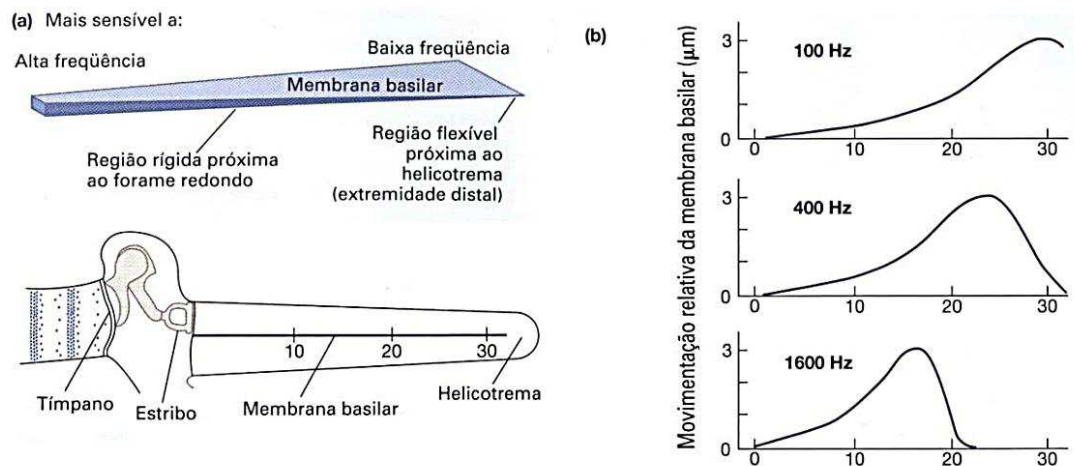 (a) Mais sensível a:
Alta freqüência
Baixa freqüência
Membrana basilar
Região rígida próxima
ao forame redondo
Região flexível
próxima ao
helicotrema
(extremidade distal)
10 20 30
Tímpano
Estribo
Membrana basilar
Helicotrema
(b)
Movimentação relativa da membrana basilar (μm)
100 Hz
3
0
0 10 20 30
400 Hz
3
0
0 10 20 30
1600 Hz
3
0
0 10 20 30